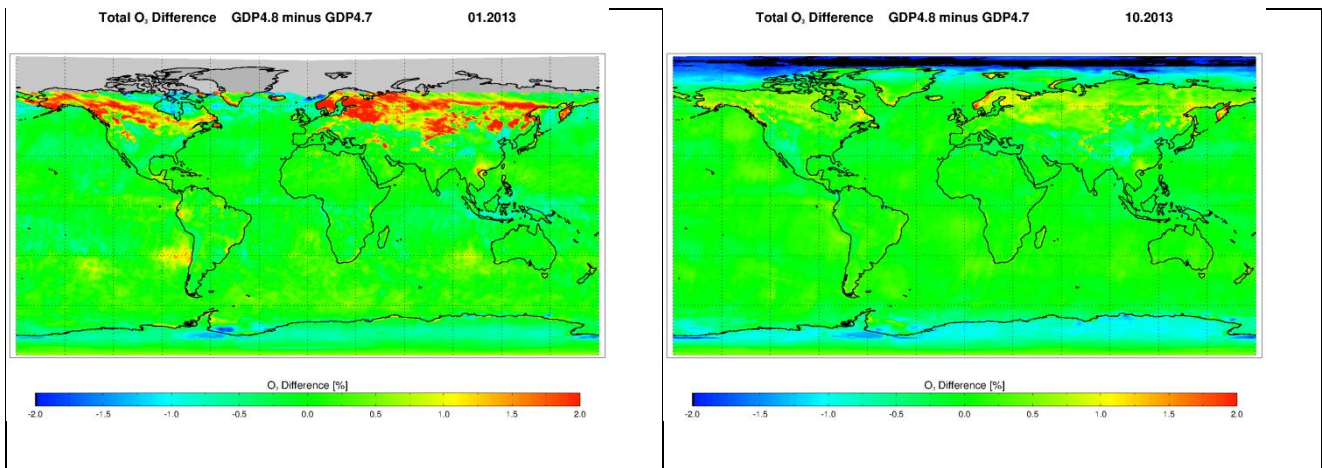 Total O₃ Difference GDP4.8 minus GDP4.7 01.2013
O₃ Difference [%]
-2.0 -1.5 -1.0 -0.5 0.0 0.5 1.0 1.5 2.0
Total O₃ Difference GDP4.8 minus GDP4.7 10.2013
O₃ Difference [%]
-2.0 -1.5 -1.0 -0.5 0.0 0.5 1.0 1.5 2.0